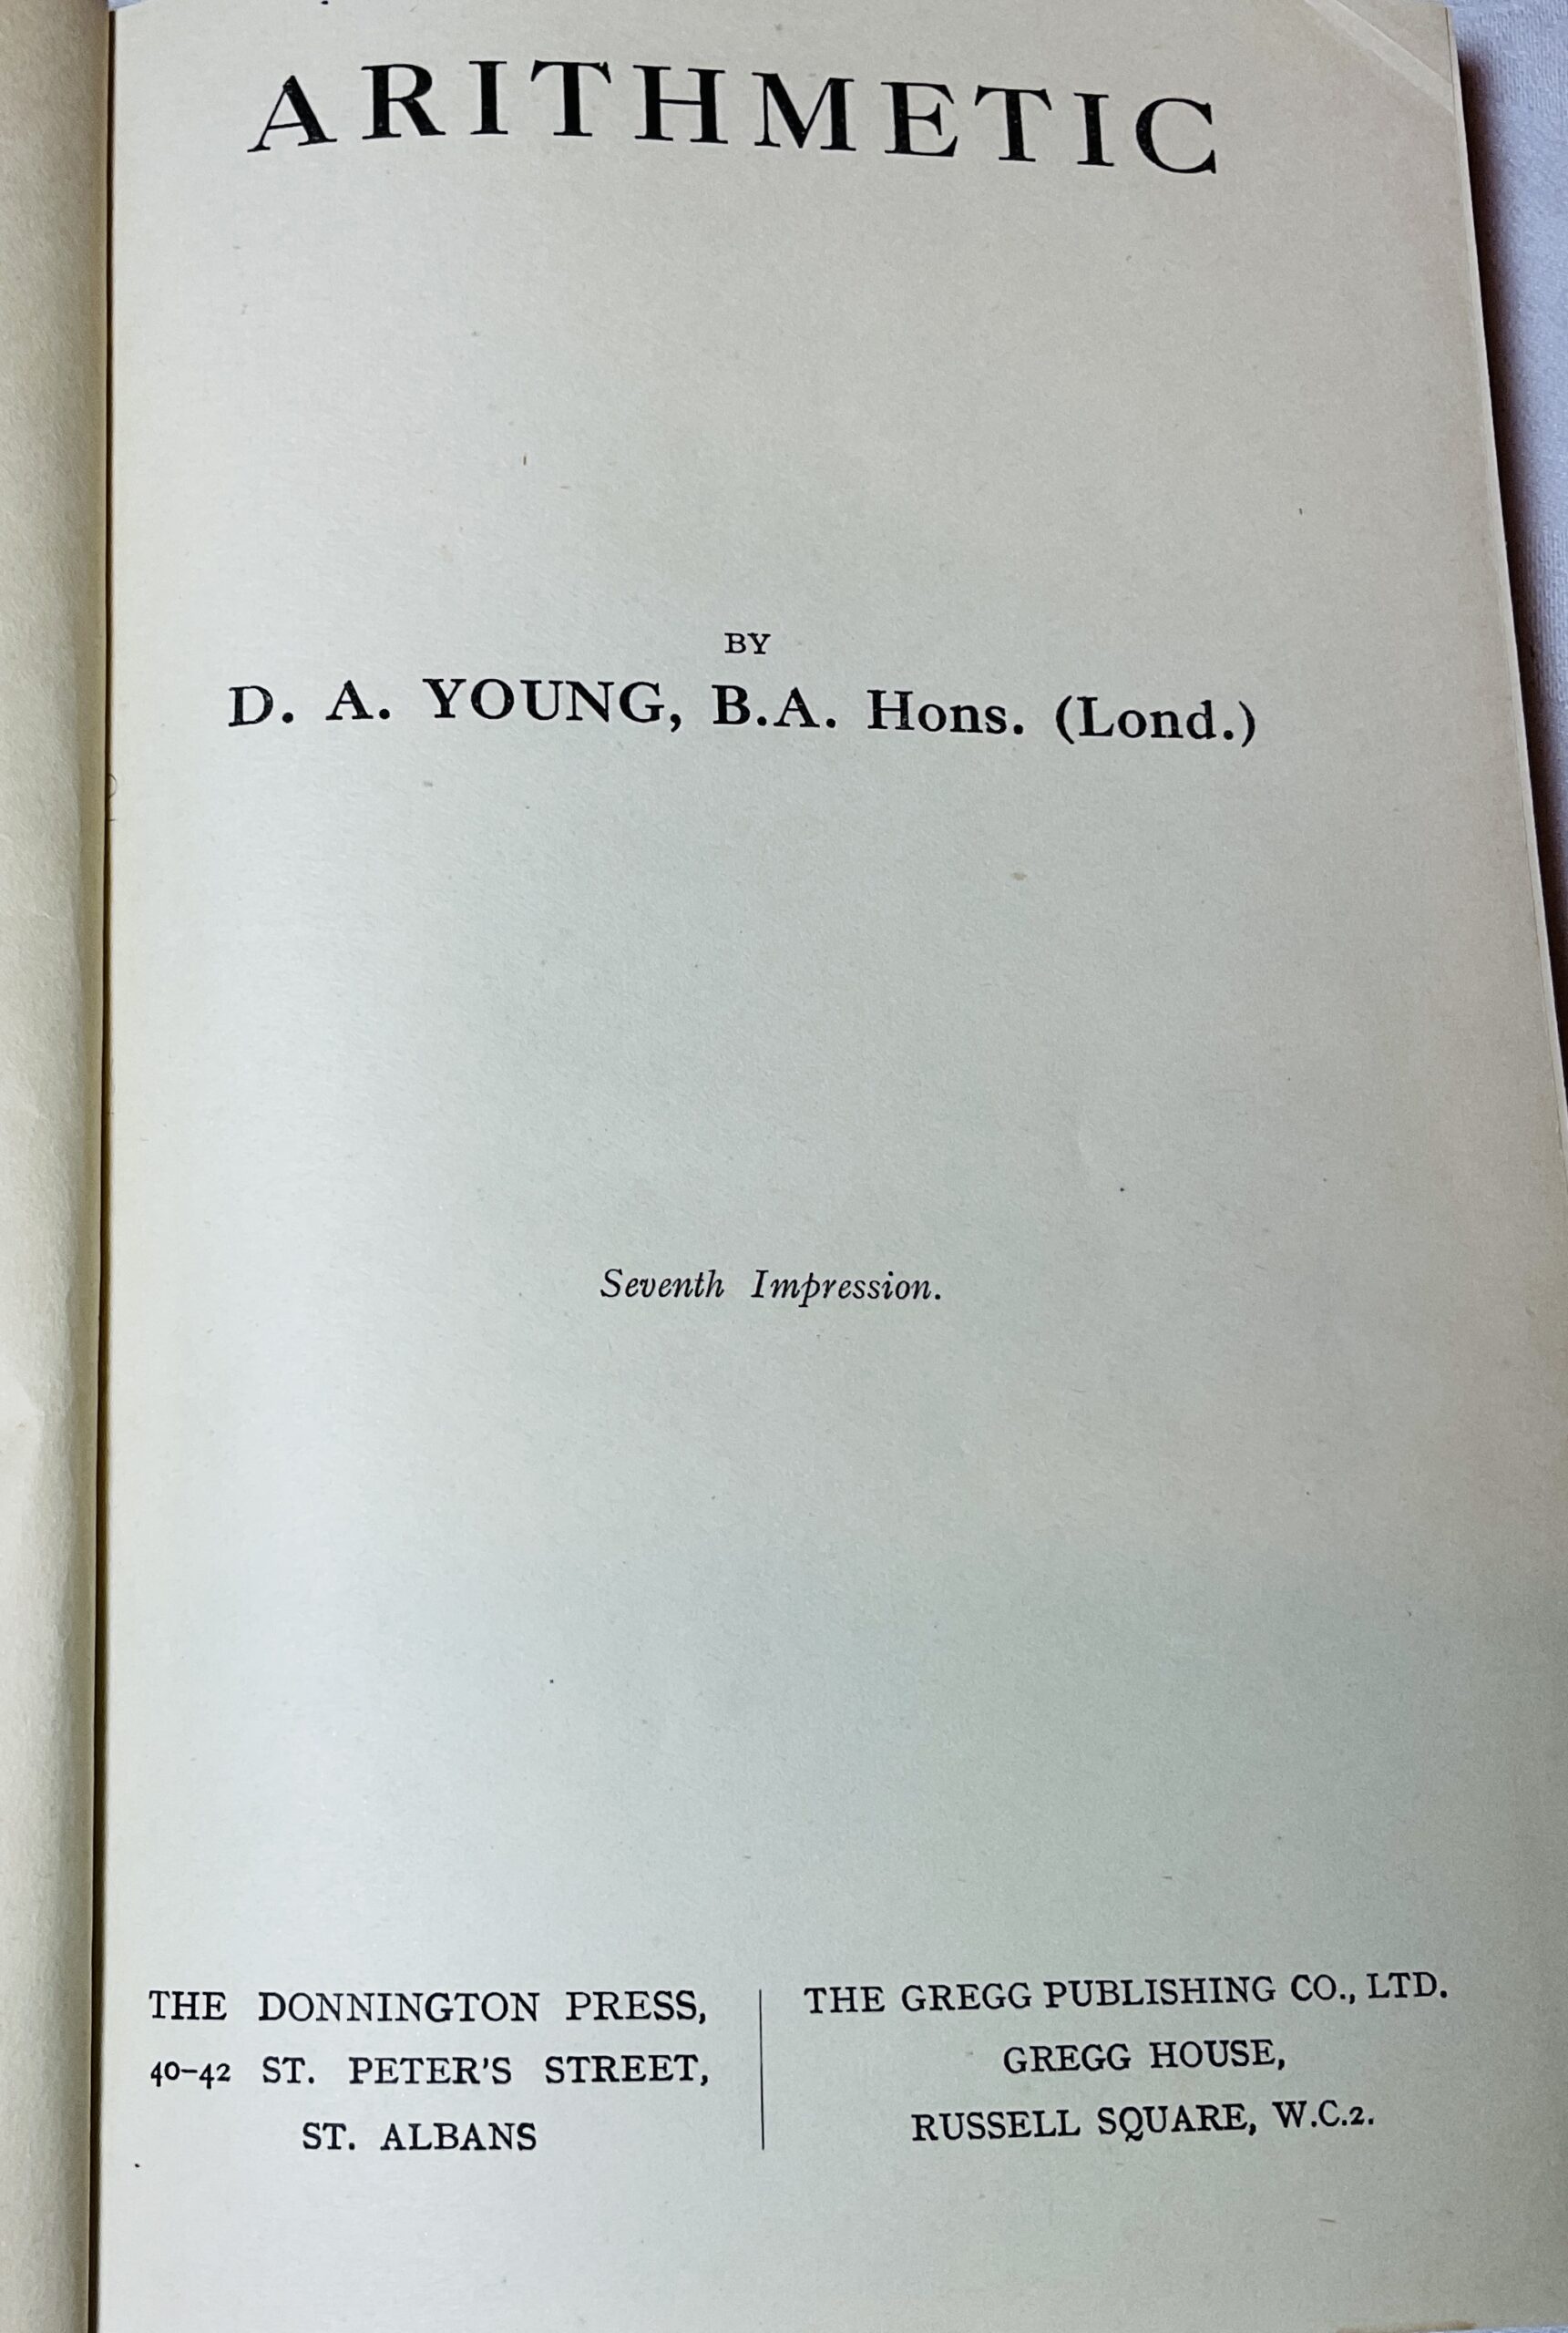 ARITHMETIC
BY
D. A. YOUNG, B.A. Hons. (Lond.)
Seventh Impression.
THE DONNINGTON PRESS,
40–42 ST. PETER'S STREET,
ST. ALBANS
THE GREGG PUBLISHING CO., LTD.
GREGG HOUSE,
RUSSELL SQUARE, W.C.2.